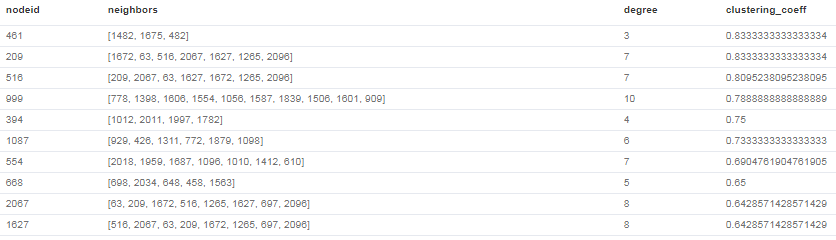 nodeid neighbors degree clustering_coeff
461 [1482, 1675, 482] 3 0.8333333333333334
209 [1672, 63, 516, 2067, 1627, 1265, 2096] 7 0.8333333333333334
516 [209, 2067, 63, 1627, 1672, 1265, 2096] 7 0.8095238095238095
999 [778, 1398, 1606, 1554, 1056, 1587, 1839, 1506, 1601, 909] 10 0.7888888888888889
394 [1012, 2011, 1997, 1782] 4 0.75
1087 [929, 426, 1311, 772, 1879, 1098] 6 0.7333333333333333
554 [2018, 1959, 1687, 1096, 1010, 1412, 610] 7 0.6904761904761905
668 [698, 2034, 648, 458, 1563] 5 0.65
2067 [63, 209, 1672, 516, 1265, 1627, 697, 2096] 8 0.6428571428571429
1627 [516, 2067, 63, 209, 1672, 1265, 697, 2096] 8 0.6428571428571429